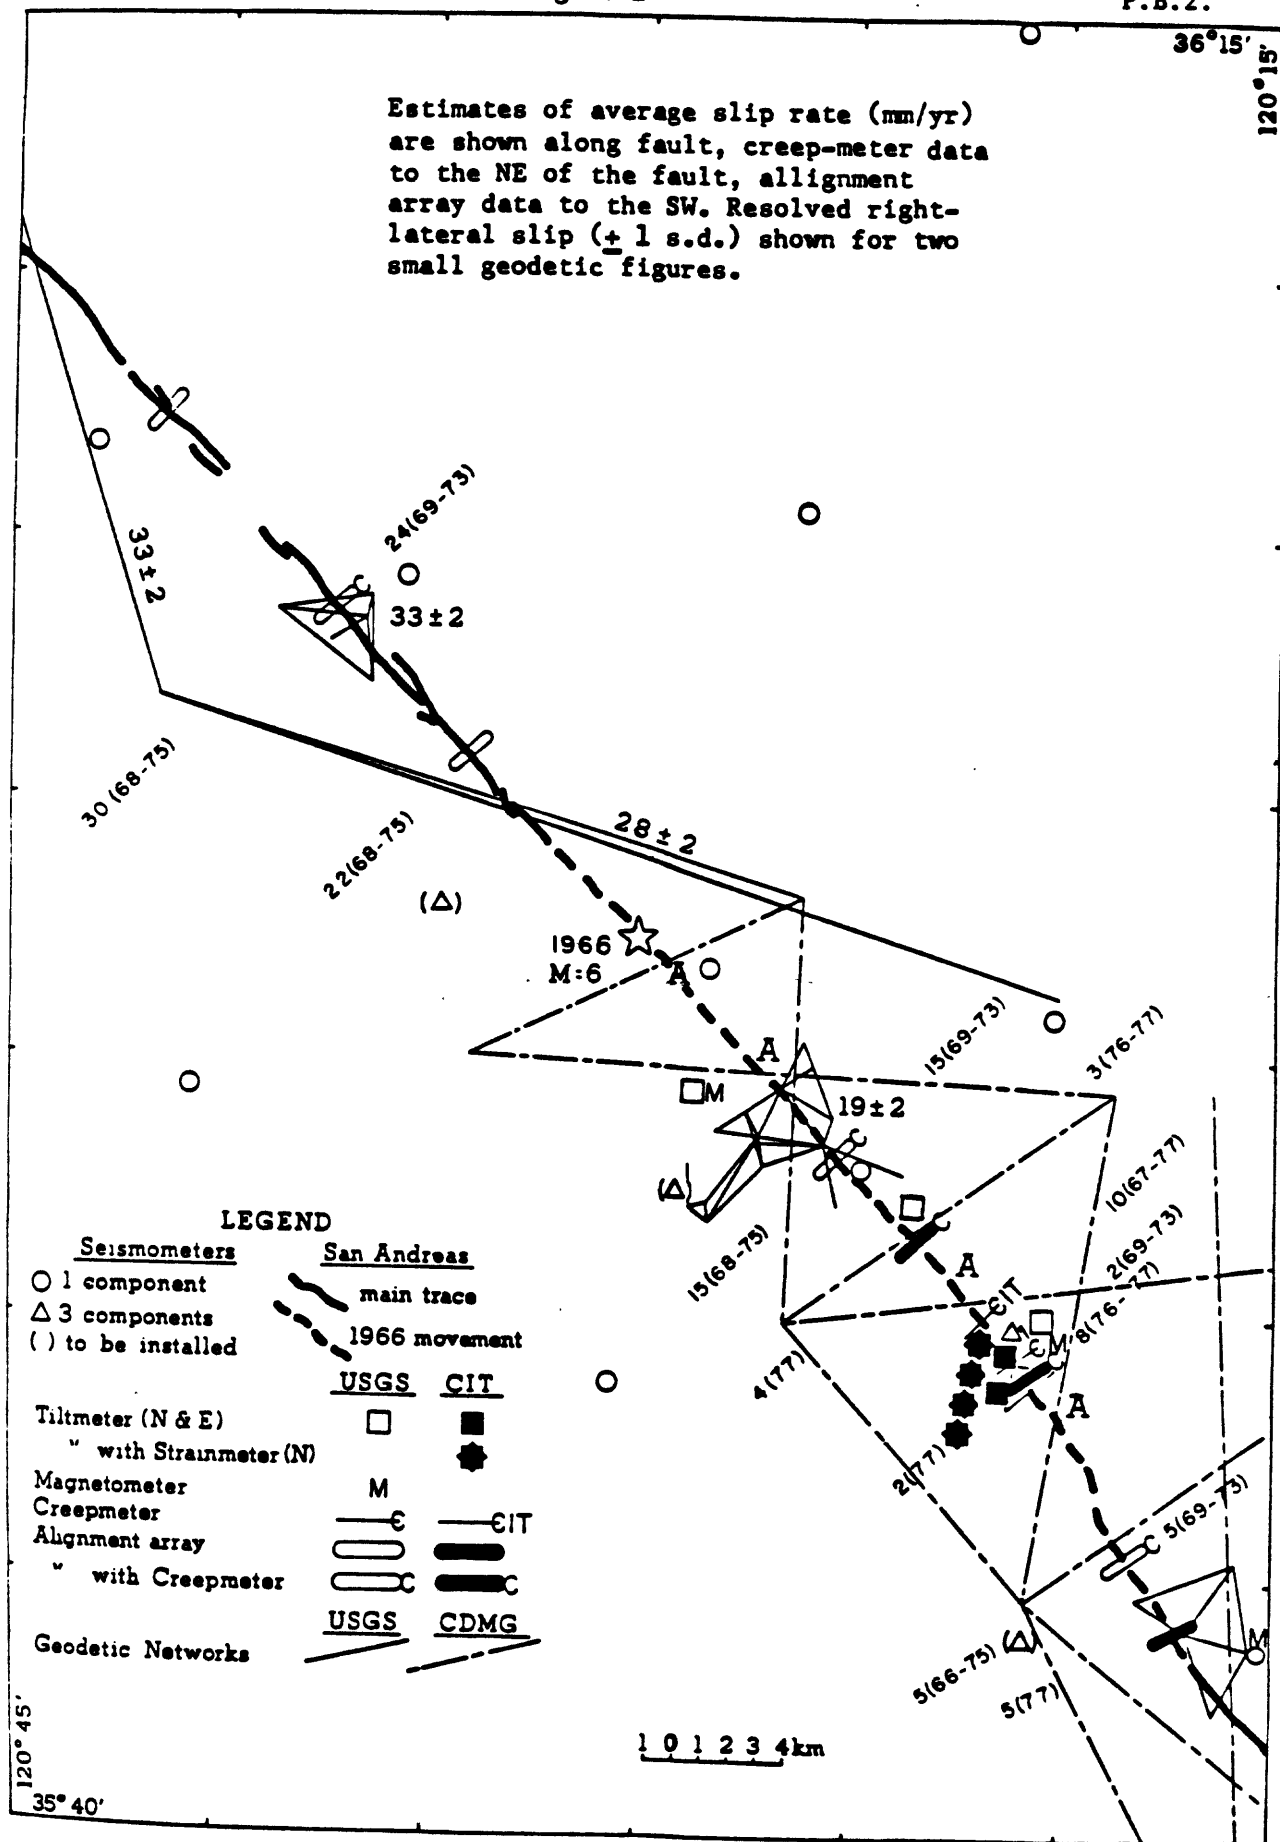 P.B.2.
36°15'
120°15'
Estimates of average slip rate (mm/yr)
are shown along fault, creep-meter data
to the NE of the fault, allignment
array data to the SW. Resolved right-
lateral slip (± 1 s.d.) shown for two
small geodetic figures.
24(69-73)
33±2
33±2
30(68-75)
22(68-75)
28±2
(△)
1966
M:6
A
15(69-73)
3(76-77)
A
M
19±2
C
C
10(67-77)
(△
15(68-75)
C
2(69-73)
A
ЄIT
8(76-77)
Є
M
C
4(77)
A
2(77)
5(69-73)
C
M
5(66-75)
(△)
5(77)
LEGEND
Seismometers
San Andreas
○ 1 component
main trace
△ 3 components
1966 movement
( ) to be installed
USGS CIT
Tiltmeter (N & E)
" with Strainmeter (N)
Magnetometer M
Creepmeter Є ЄIT
Alignment array
" with Creepmeter C C
USGS CDMG
Geodetic Networks
1 0 1 2 3 4km
120°45'
35°40'